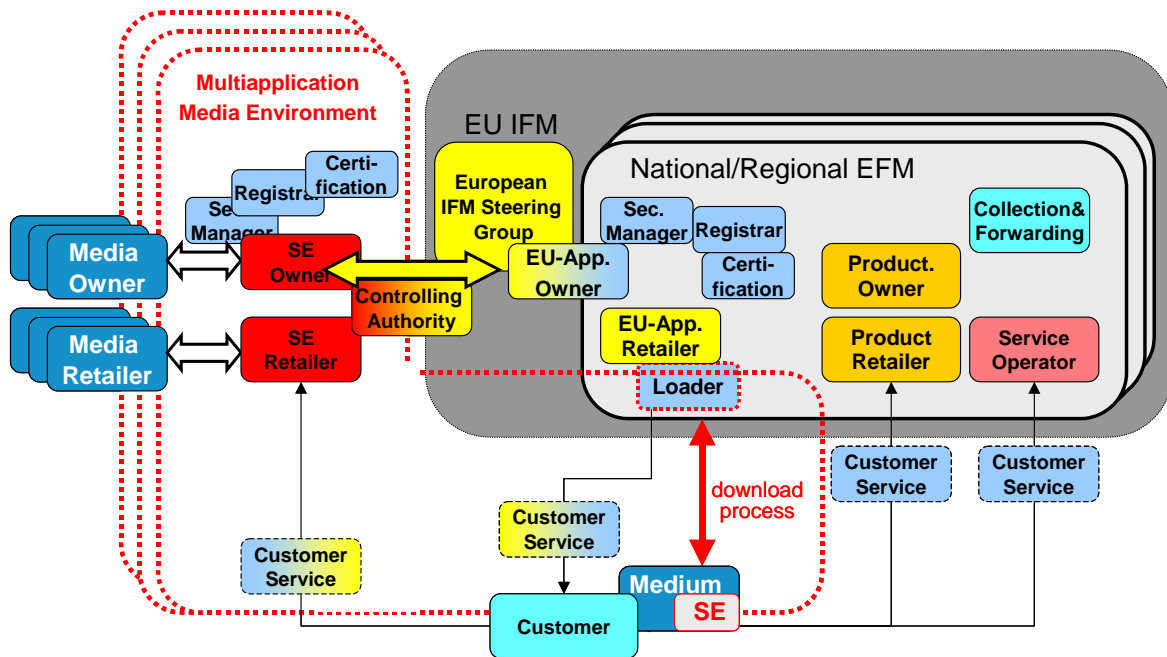 Multiapplication
Media Environment
Certi-
fication
Registrar
Sec.
Manager
Media
Owner
SE
Owner
Controlling
Authority
Media
Retailer
SE
Retailer
EU IFM
European
IFM Steering
Group
EU-App.
Owner
National/Regional EFM
Sec.
Manager
Registrar
Certi-
fication
Collection&
Forwarding
Product.
Owner
EU-App.
Retailer
Loader
Product
Retailer
Service
Operator
Customer
Service
Customer
Service
download
process
Customer
Service
Customer
Service
Medium
SE
Customer